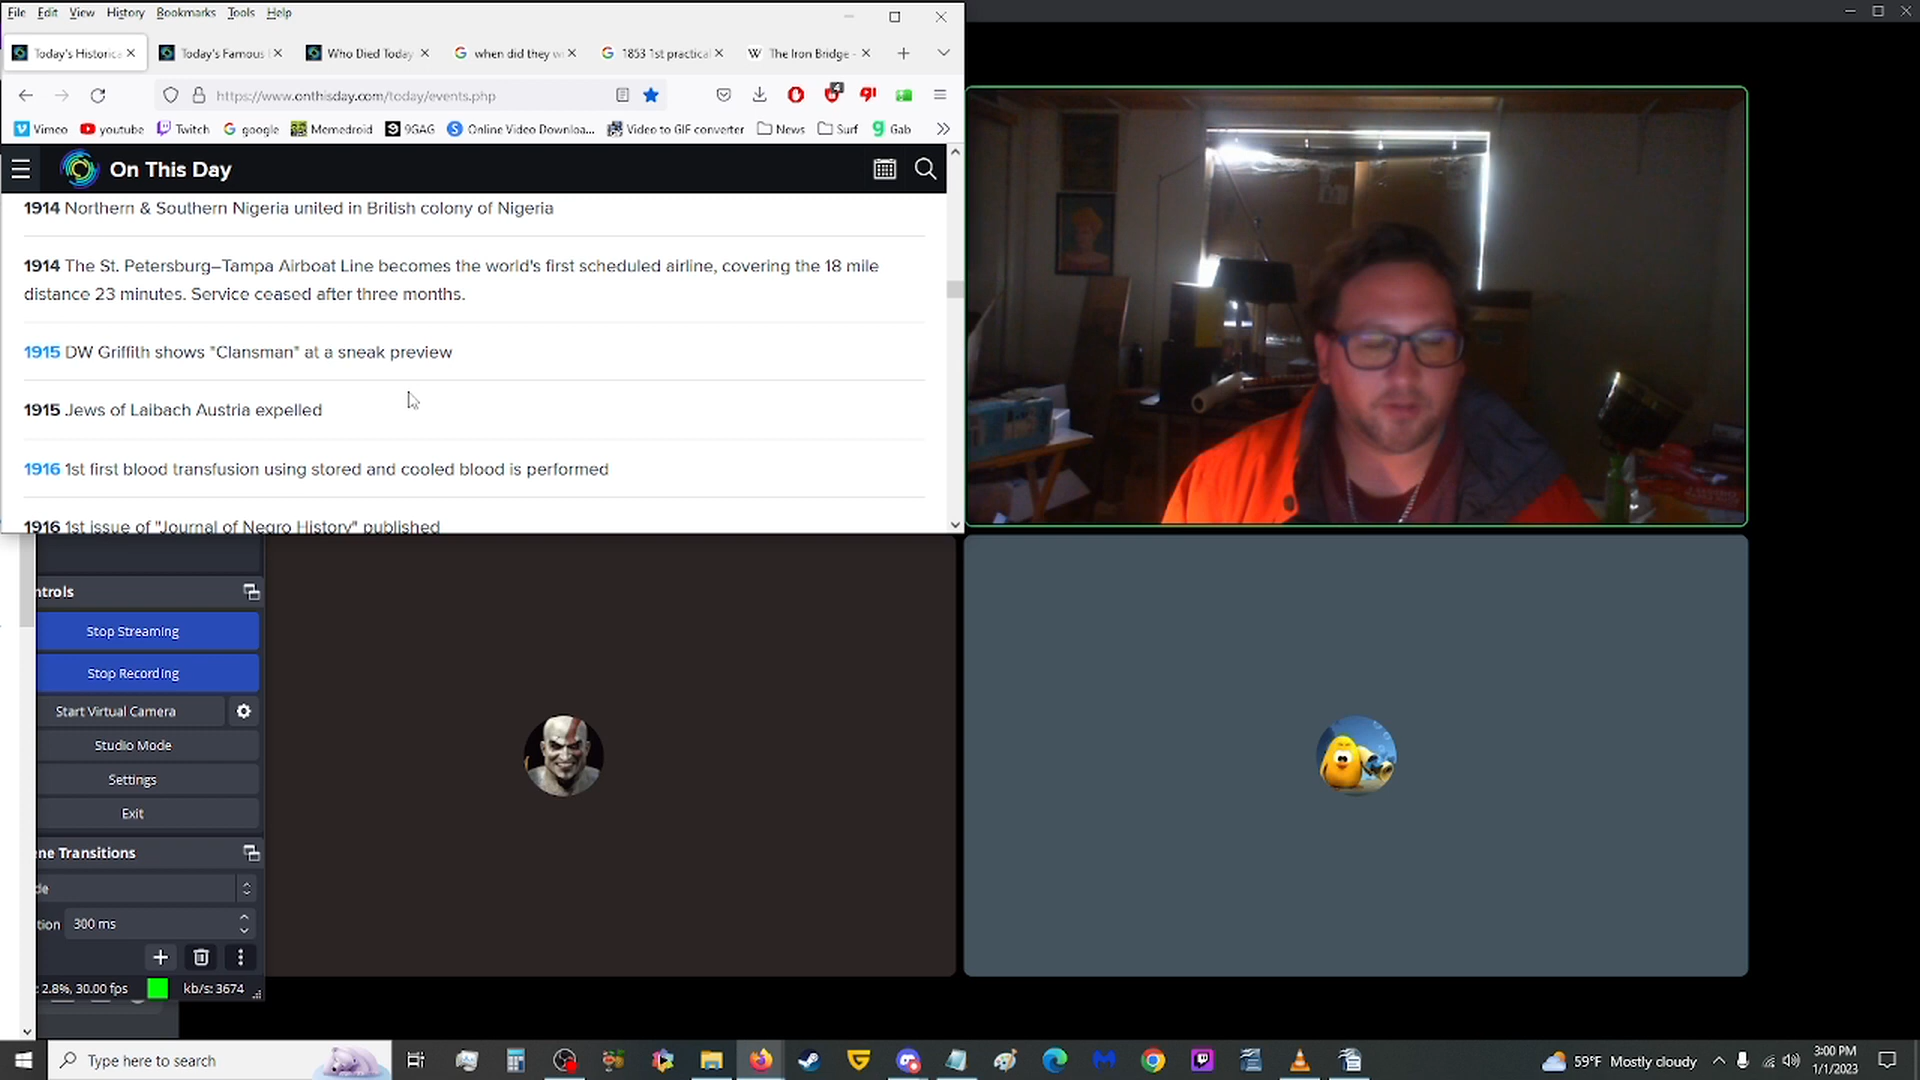 File Edit View History Bookmarks Tools Help
Today's Historica Today's Famous Who Died Today when did they w 1853 1st practical The Iron Bridge -
https://www.onthisday.com/today/events.php
4
Vimeo youtube Twitch google Memedroid 9GAG Online Video Downloa... Video to GIF converter News Surf Gab
On This Day
1914 Northern & Southern Nigeria united in British colony of Nigeria
1914 The St. Petersburg–Tampa Airboat Line becomes the world's first scheduled airline, covering the 18 mile
distance 23 minutes. Service ceased after three months.
1915 DW Griffith shows "Clansman" at a sneak preview
1915 Jews of Laibach Austria expelled
1916 1st first blood transfusion using stored and cooled blood is performed
1916 1st issue of "Journal of Negro History" published
ntrols
Stop Streaming
Stop Recording
Start Virtual Camera
Studio Mode
Settings
Exit
ne Transitions
de
tion 300 ms
: 2.8%, 30.00 fps kb/s: 3674
Type here to search
59°F Mostly cloudy
3:00 PM
1/1/2023